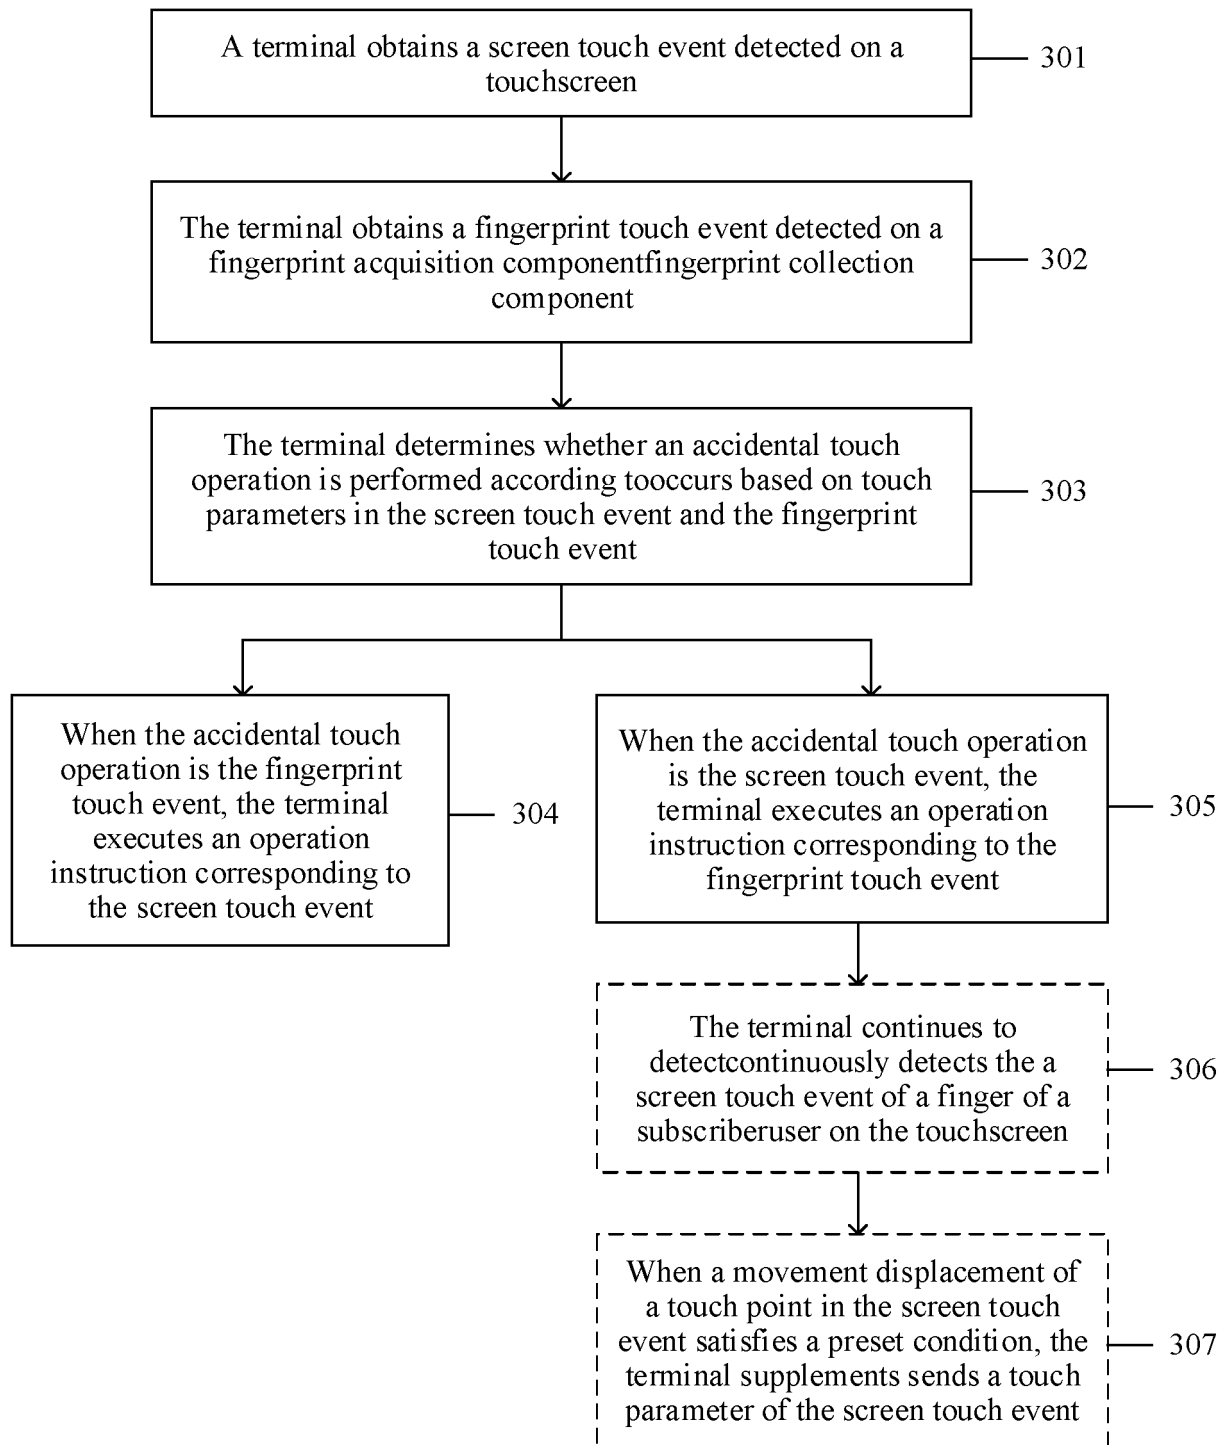 A terminal obtains a screen touch event detected on a
touchscreen
301
The terminal obtains a fingerprint touch event detected on a
fingerprint acquisition componentfingerprint collection
component
302
The terminal determines whether an accidental touch
operation is performed according tooccurs based on touch
parameters in the screen touch event and the fingerprint
touch event
303
When the accidental touch
operation is the fingerprint
touch event, the terminal
executes an operation
instruction corresponding to
the screen touch event
304
When the accidental touch operation
is the screen touch event, the
terminal executes an operation
instruction corresponding to the
fingerprint touch event
305
The terminal continues to
detectcontinuously detects the a
screen touch event of a finger of a
subscriberuser on the touchscreen
306
When a movement displacement of
a touch point in the screen touch
event satisfies a preset condition, the
terminal supplements sends a touch
parameter of the screen touch event
307